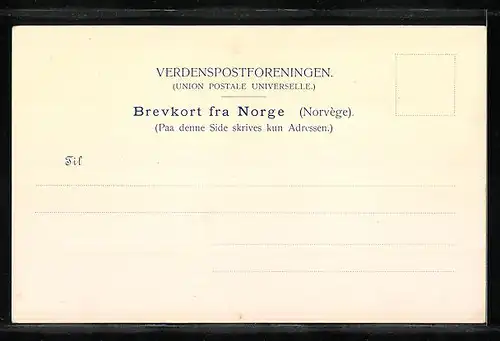 VERDENSPOSTFORENINGEN.
(UNION POSTALE UNIVERSELLE.)
Brevkort fra Norge (Norvège).
(Paa denne Side skrives kun Adressen.)
Til